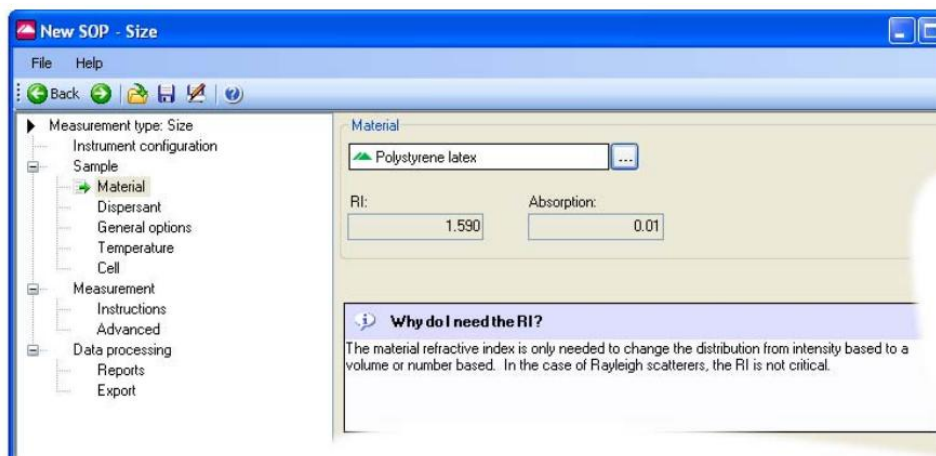 New SOP - Size
File Help
Back
Measurement type: Size
Instrument configuration
Sample
Material
Dispersant
General options
Temperature
Cell
Measurement
Instructions
Advanced
Data processing
Reports
Export
Material
Polystyrene latex ...
RI: Absorption:
1.590 0.01
Why do I need the RI?
The material refractive index is only needed to change the distribution from intensity based to a
volume or number based. In the case of Rayleigh scatterers, the RI is not critical.